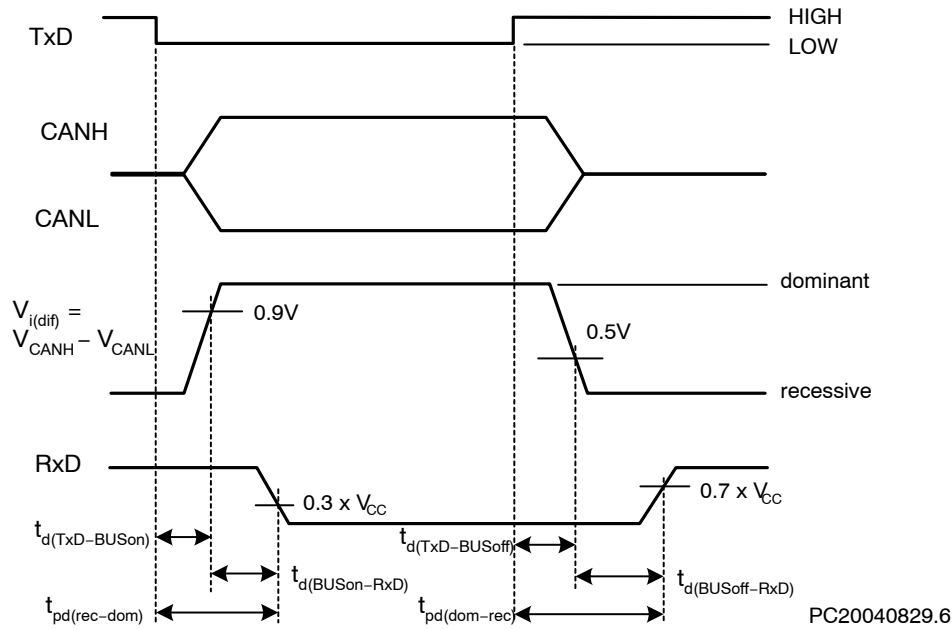 TxD
HIGH
LOW
CANH
CANL
dominant
V_i(dif) =
V_CANH − V_CANL
0.9V
0.5V
recessive
RxD
0.3 x V_CC
0.7 x V_CC
t_d(TxD−BUSon)
t_d(TxD−BUSoff)
t_d(BUSon−RxD)
t_d(BUSoff−RxD)
t_pd(rec−dom)
t_pd(dom−rec)
PC20040829.6